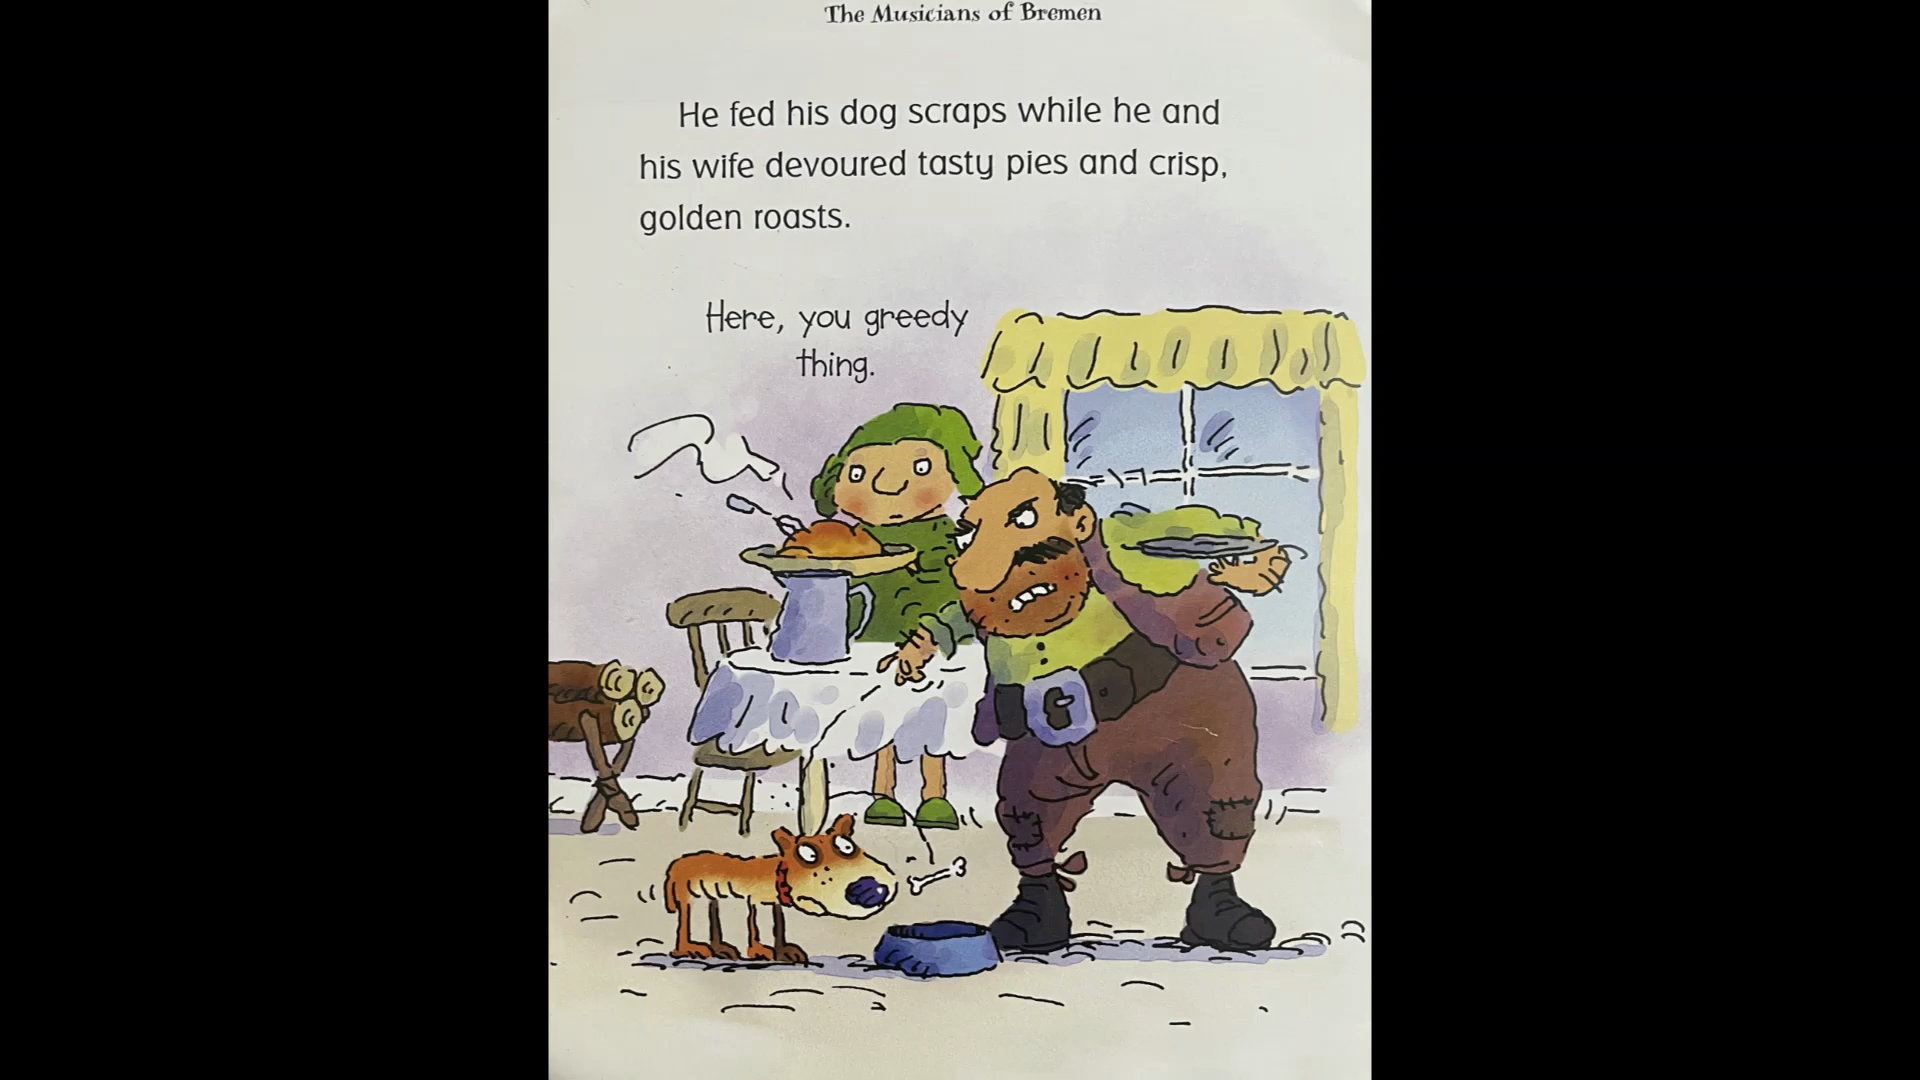 The Musicians of Bremen
He fed his dog scraps while he and
his wife devoured tasty pies and crisp,
golden roasts.
Here, you greedy
thing.